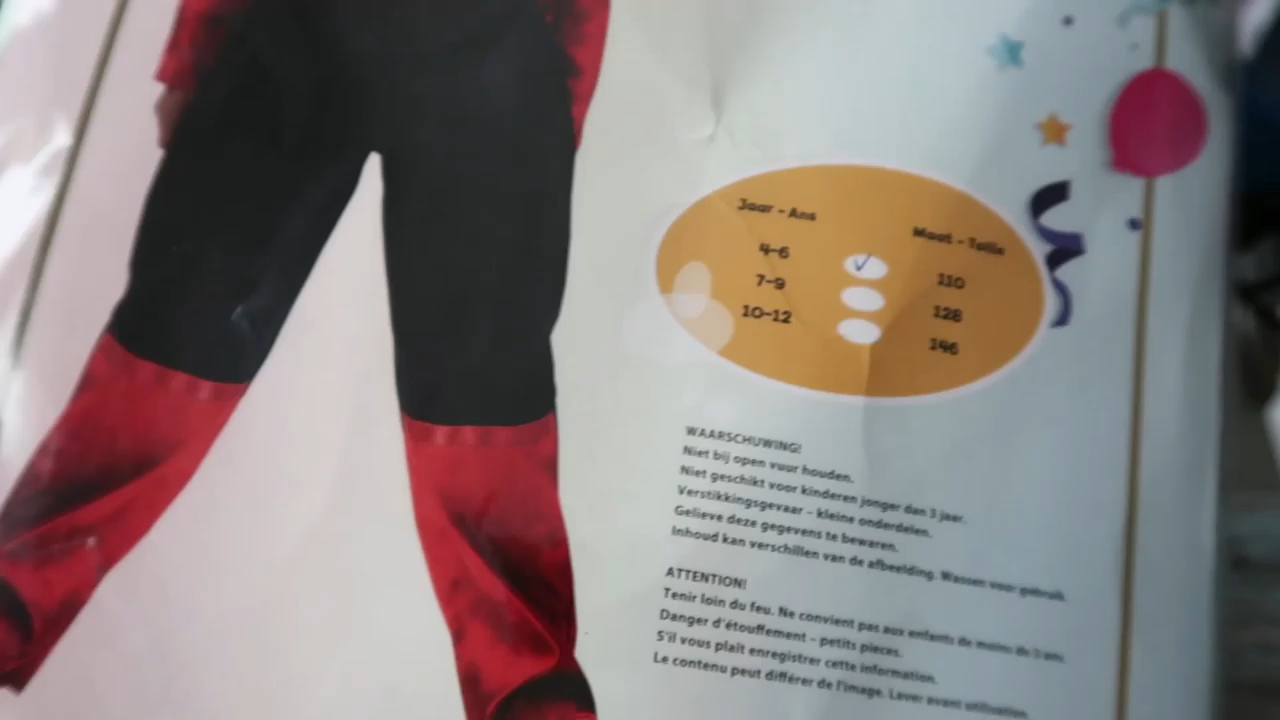 Jaar - Ans
Maat - Taille
4-6 ✓ 110
7-9 128
10-12 146
WAARSCHUWING!
Niet bij open vuur houden.
Niet geschikt voor kinderen jonger dan 3 jaar.
Verstikkingsgevaar - kleine onderdelen.
Gelieve deze gegevens te bewaren.
Inhoud kan verschillen van de afbeelding. Wassen voor gebruik.
ATTENTION!
Tenir loin du feu. Ne convient pas aux enfants de moins de 3 ans.
Danger d'étouffement - petits pieces.
S'il vous plaît enregistrer cette information.
Le contenu peut différer de l'image. Laver avant utilisation